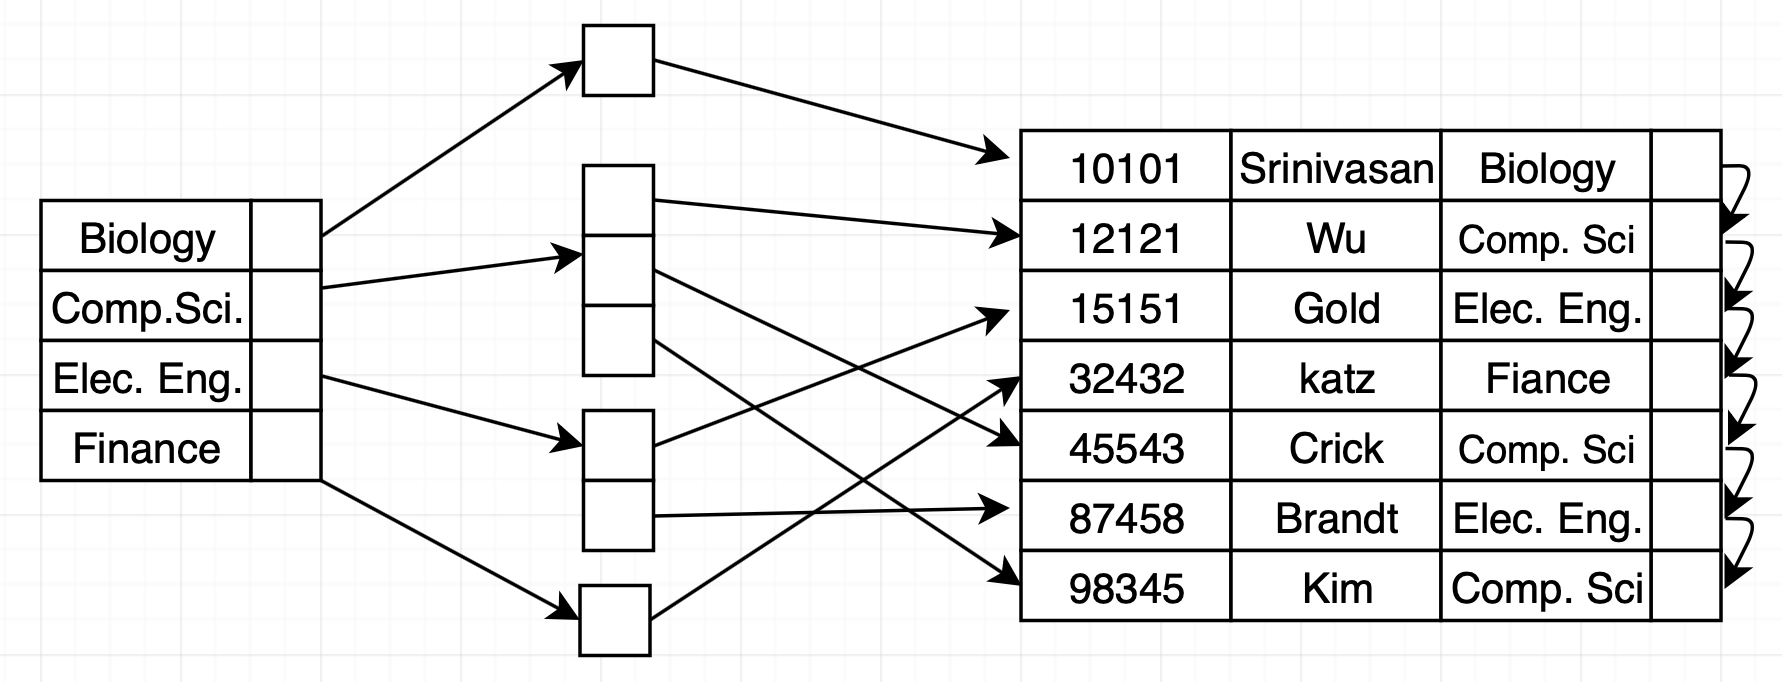 Biology
Comp.Sci.
Elec. Eng.
Finance
10101 Srinivasan Biology
12121 Wu Comp. Sci
15151 Gold Elec. Eng.
32432 katz Fiance
45543 Crick Comp. Sci
87458 Brandt Elec. Eng.
98345 Kim Comp. Sci